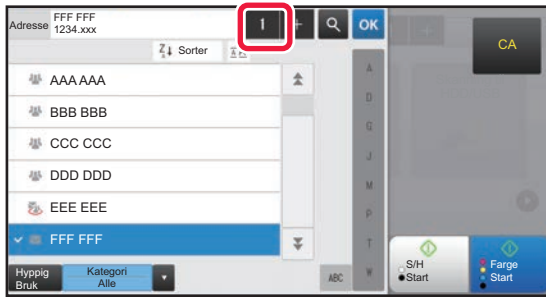 Adresse
FFF FFF
1234.xxx
1
+
OK
CA
Sorter
AAA AAA
BBB BBB
CCC CCC
DDD DDD
EEE EEE
FFF FFF
A
D
G
J
M
P
T
W
Hyppig
Bruk
Kategori
Alle
ABC
S/H
Start
Farge
Start